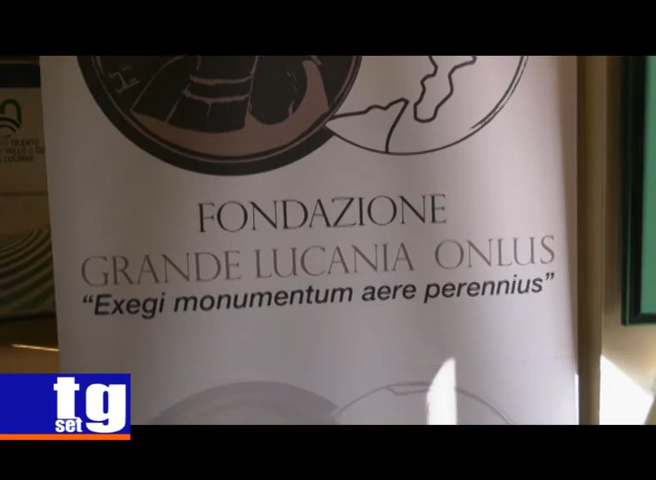 FONDAZIONE
GRANDE LUCANIA ONLUS
“Exegi monumentum aere perennius”
tg
set